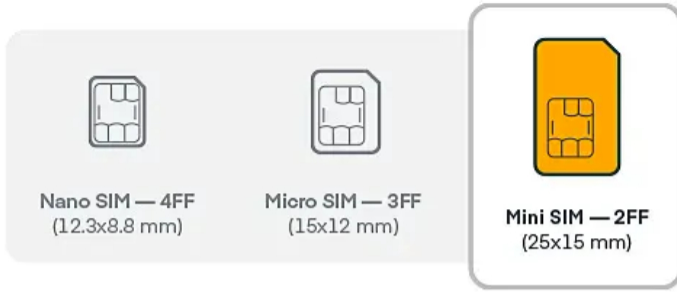 Nano SIM — 4FF
(12.3x8.8 mm)
Micro SIM — 3FF
(15x12 mm)
Mini SIM — 2FF
(25x15 mm)